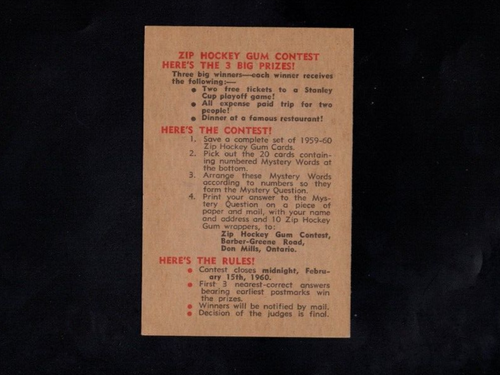 ZIP HOCKEY GUM CONTEST
HERE'S THE 3 BIG PRIZES!
Three big winners—each winner receives
the following:—
● Two free tickets to a Stanley
Cup playoff game!
● All expense paid trip for two
people!
● Dinner at a famous restaurant!
HERE'S THE CONTEST!
1. Save a complete set of 1959-60
Zip Hockey Gum Cards.
2. Pick out the 20 cards contain-
ing numbered Mystery Words at
the bottom.
3. Arrange these Mystery Words
according to numbers so they
form the Mystery Question.
4. Print your answer to the Mys-
tery Question on a piece of
paper and mail, with your name
and address and 10 Zip Hockey
Gum wrappers, to:
Zip Hockey Gum Contest,
Barber-Greene Road,
Don Mills, Ontario.
HERE'S THE RULES!
● Contest closes midnight, Febru-
ary 15th, 1960.
● First 3 nearest-correct answers
bearing earliest postmarks win
the prizes.
● Winners will be notified by mail.
● Decision of the judges is final.